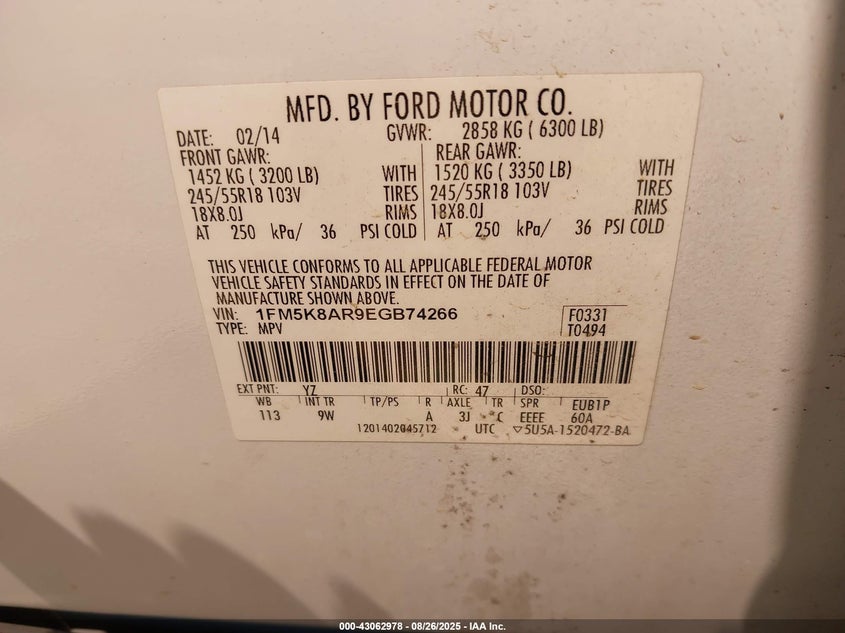 MFD. BY FORD MOTOR CO.
DATE: 02/14 GVWR: 2858 KG ( 6300 LB)
FRONT GAWR: REAR GAWR:
1452 KG ( 3200 LB) WITH 1520 KG ( 3350 LB) WITH
245/55R18 103V TIRES 245/55R18 103V TIRES
18X8.0J RIMS 18X8.0J RIMS
AT 250 kPa/ 36 PSI COLD AT 250 kPa/ 36 PSI COLD
THIS VEHICLE CONFORMS TO ALL APPLICABLE FEDERAL MOTOR
VEHICLE SAFETY STANDARDS IN EFFECT ON THE DATE OF
MANUFACTURE SHOWN ABOVE.
VIN: 1FM5K8AR9EGB74266 F0331
TYPE: MPV T0494
EXT PNT: YZ RC: 47 DSO:
WB INT TR TP/PS R AXLE TR SPR EUB1P
113 9W A 3J C EEEE 60A
1201402045712 UTC ▽5U5A-1520472-BA
000-43062978 - 08/26/2025 - IAA Inc.